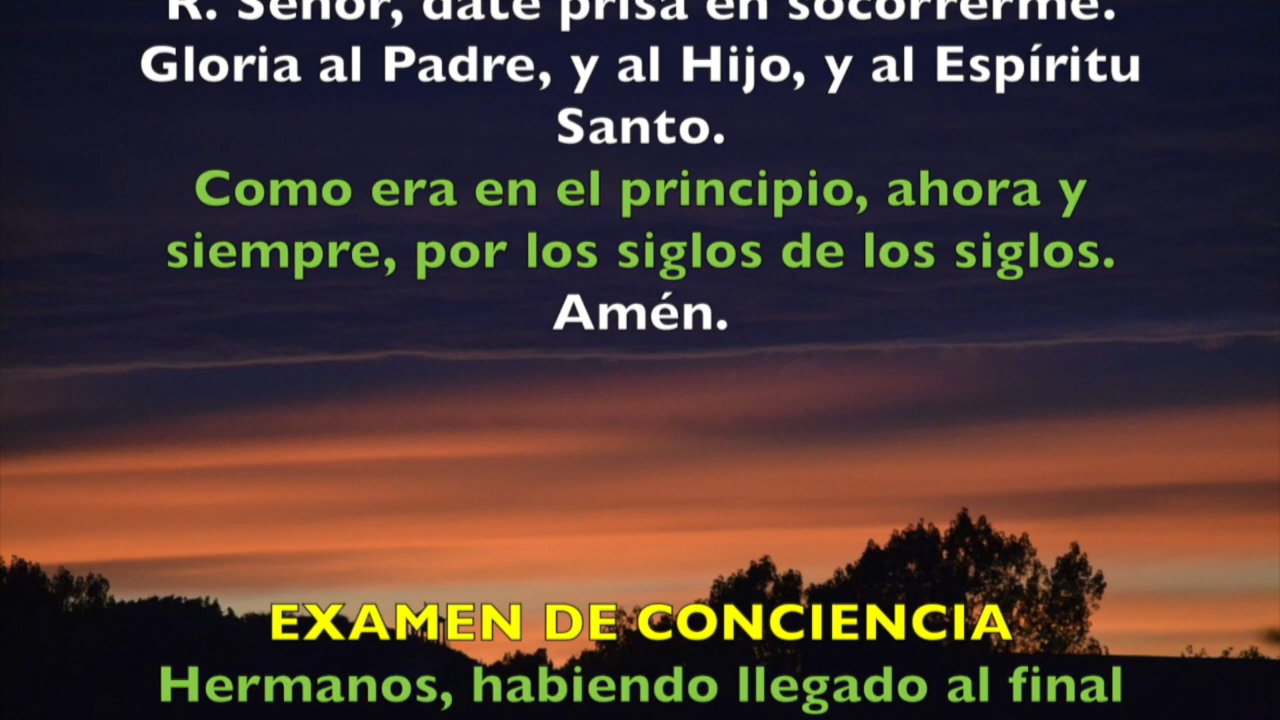 R. Señor, date prisa en socorrerme.
Gloria al Padre, y al Hijo, y al Espíritu
Santo.
Como era en el principio, ahora y
siempre, por los siglos de los siglos.
Amén.
EXAMEN DE CONCIENCIA
Hermanos, habiendo llegado al final